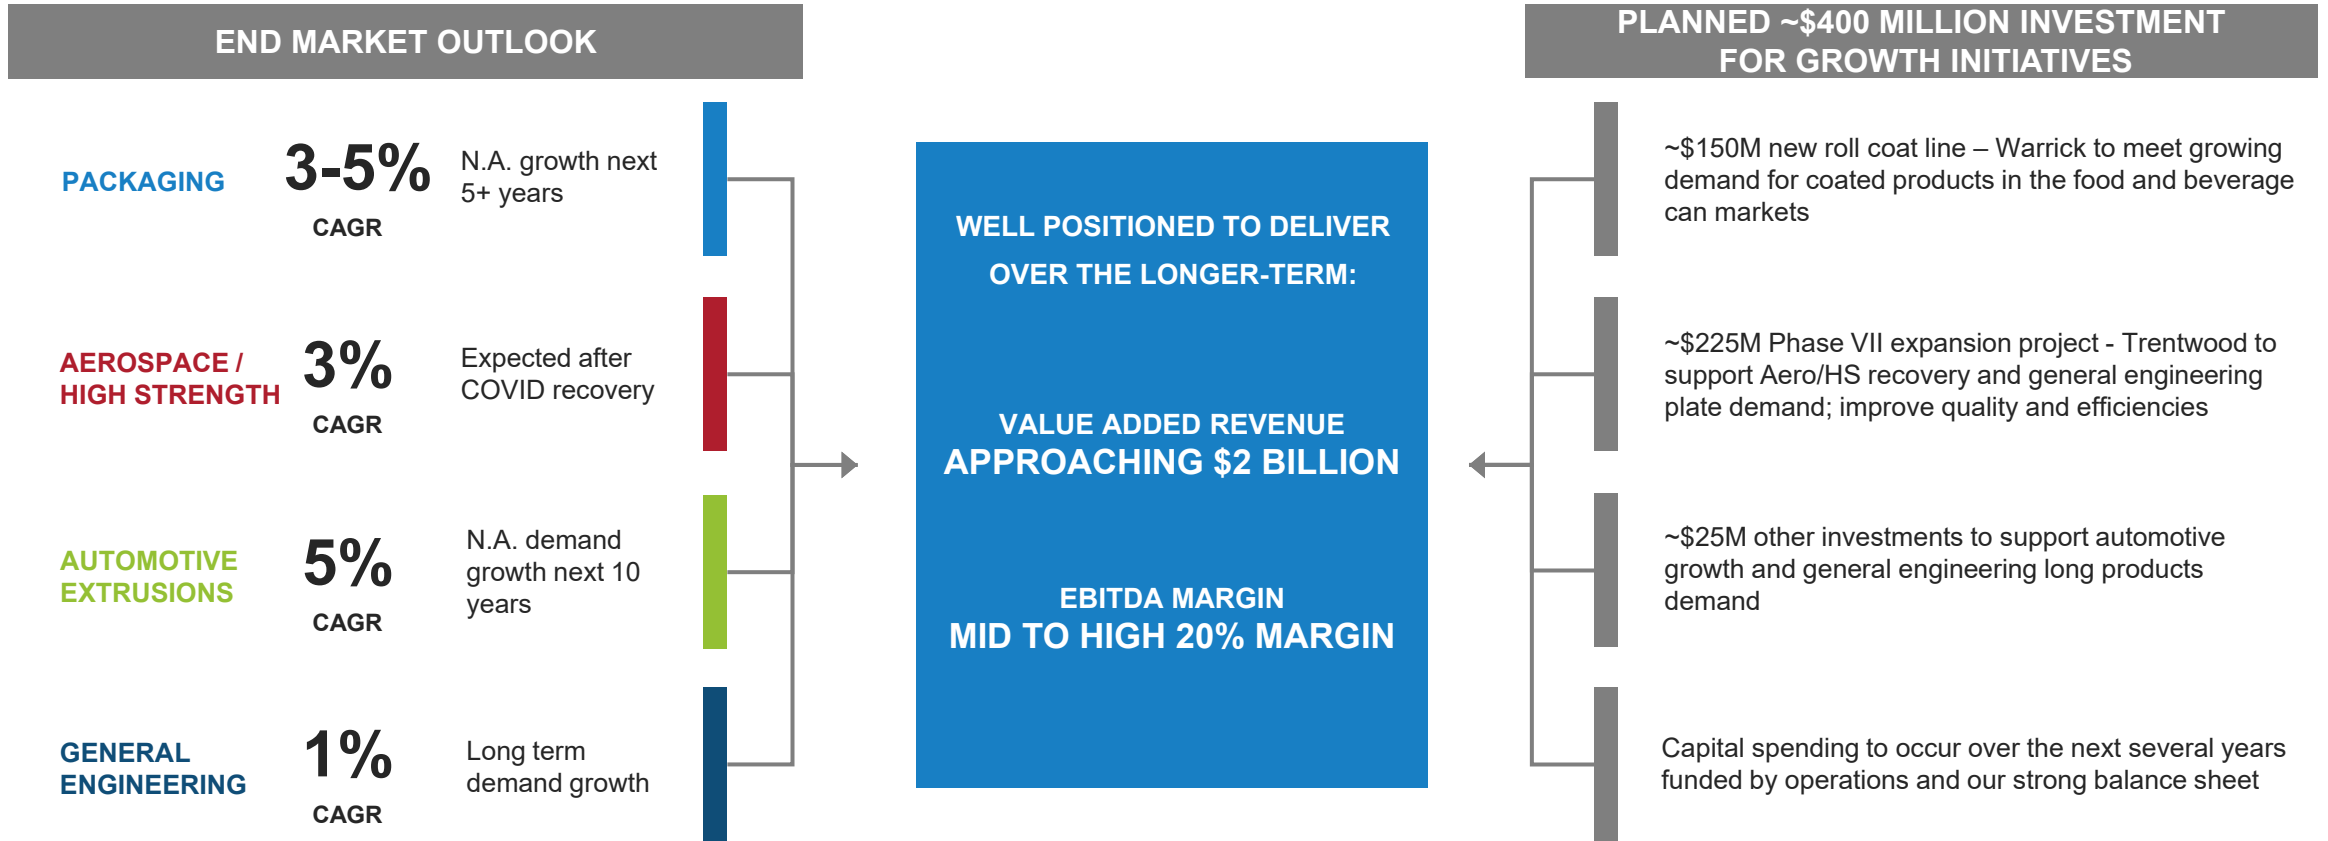 END MARKET OUTLOOK
PACKAGING
3-5%
CAGR
N.A. growth next
5+ years
AEROSPACE /
HIGH STRENGTH
3%
CAGR
Expected after
COVID recovery
AUTOMOTIVE
EXTRUSIONS
5%
CAGR
N.A. demand
growth next 10
years
GENERAL
ENGINEERING
1%
CAGR
Long term
demand growth
WELL POSITIONED TO DELIVER
OVER THE LONGER-TERM:
VALUE ADDED REVENUE
APPROACHING $2 BILLION
EBITDA MARGIN
MID TO HIGH 20% MARGIN
PLANNED ~$400 MILLION INVESTMENT
FOR GROWTH INITIATIVES
~$150M new roll coat line – Warrick to meet growing
demand for coated products in the food and beverage
can markets
~$225M Phase VII expansion project - Trentwood to
support Aero/HS recovery and general engineering
plate demand; improve quality and efficiencies
~$25M other investments to support automotive
growth and general engineering long products
demand
Capital spending to occur over the next several years
funded by operations and our strong balance sheet